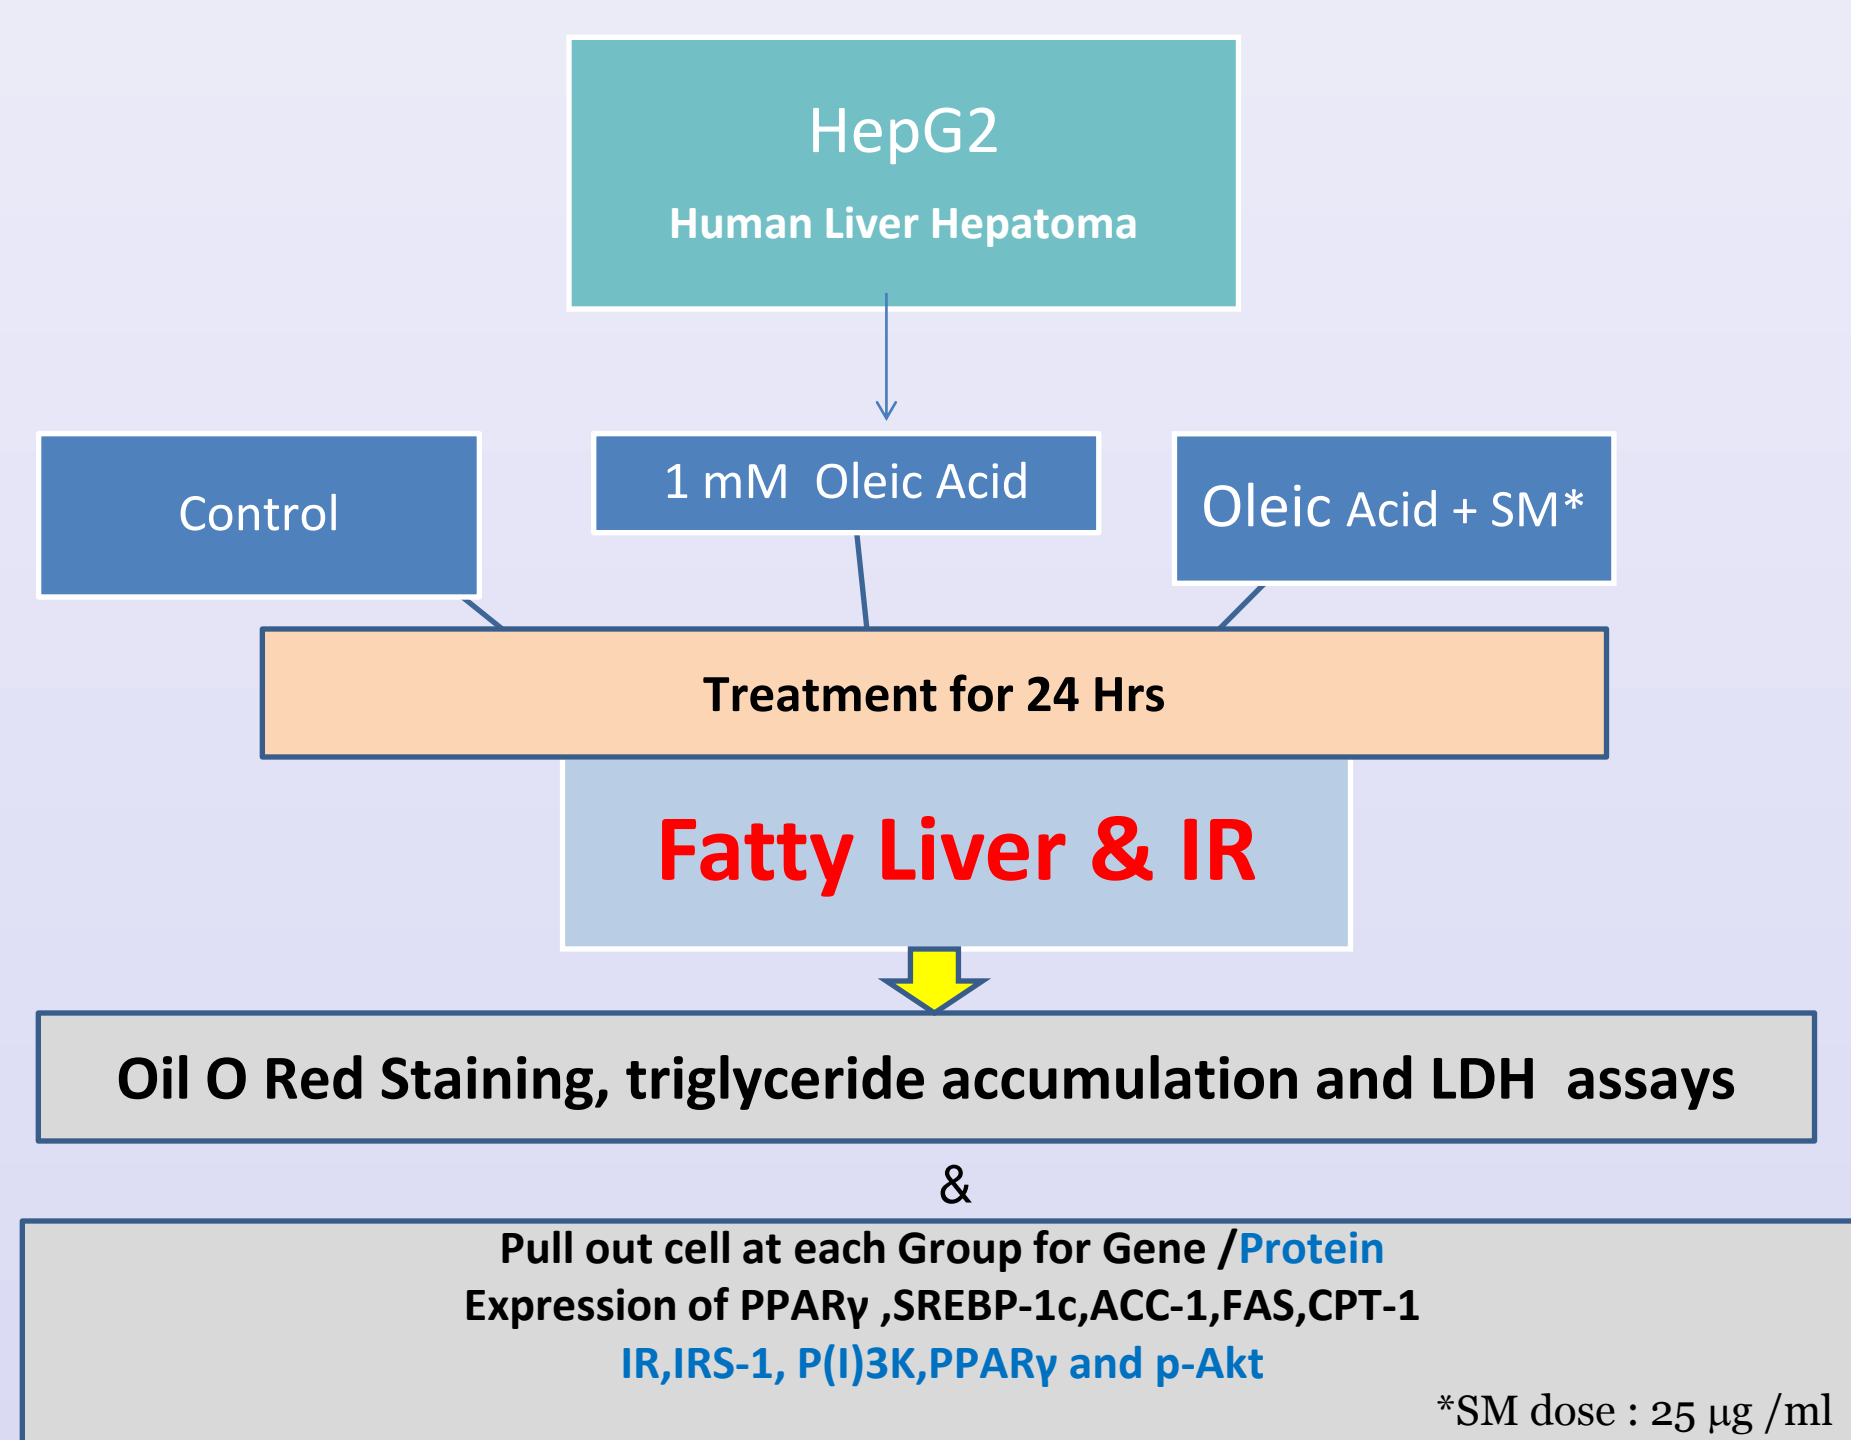 HepG2
Human Liver Hepatoma
Control
1 mM Oleic Acid
Oleic Acid + SM*
Treatment for 24 Hrs
Fatty Liver & IR
Oil O Red Staining, triglyceride accumulation and LDH assays
&
Pull out cell at each Group for Gene /Protein
Expression of PPARγ ,SREBP-1c,ACC-1,FAS,CPT-1
IR,IRS-1, P(I)3K,PPARγ and p-Akt
*SM dose : 25 μg /ml